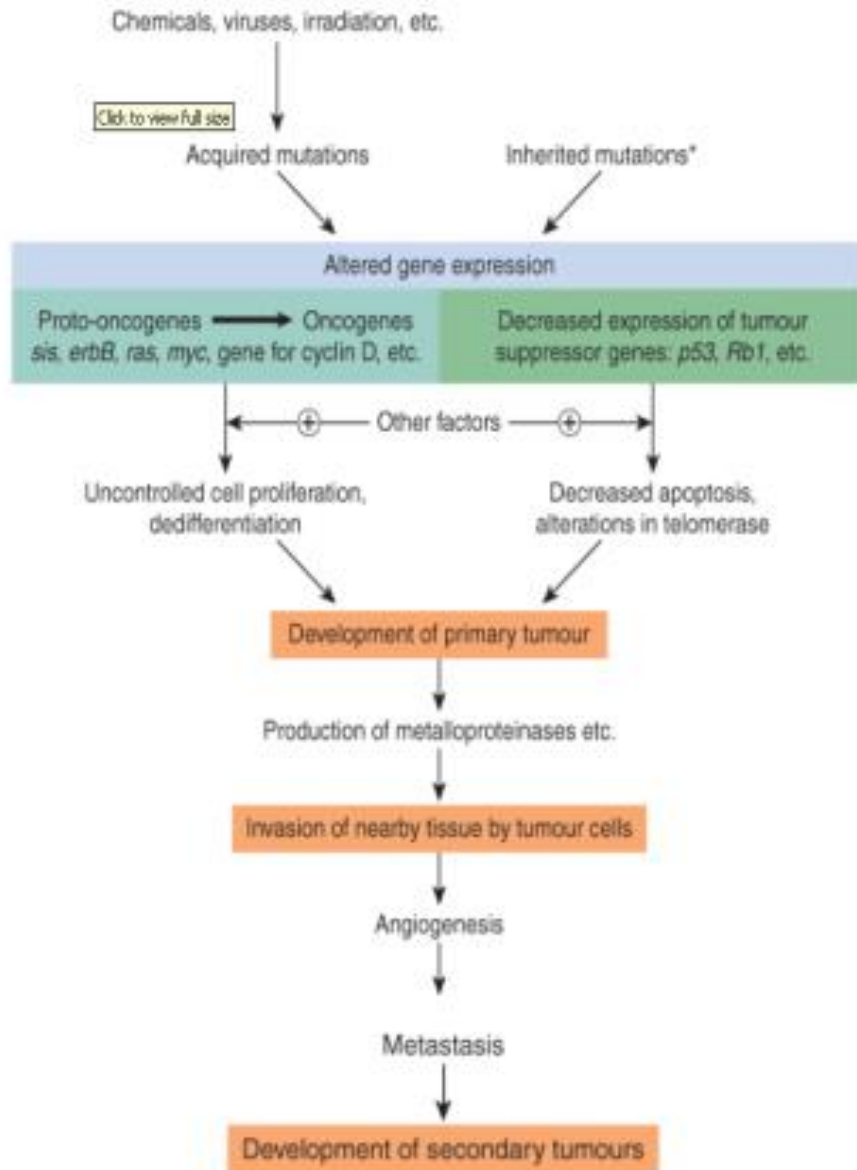 Chemicals, viruses, irradiation, etc.
Click to view full size
Acquired mutations
Inherited mutations*
Altered gene expression
Proto-oncogenes Oncogenes
sis, erbB, ras, myc, gene for cyclin D, etc.
Decreased expression of tumour
suppressor genes: p53, Rb1, etc.
+ Other factors +
Uncontrolled cell proliferation,
dedifferentiation
Decreased apoptosis,
alterations in telomerase
Development of primary tumour
Production of metalloproteinases etc.
Invasion of nearby tissue by tumour cells
Angiogenesis
Metastasis
Development of secondary tumours